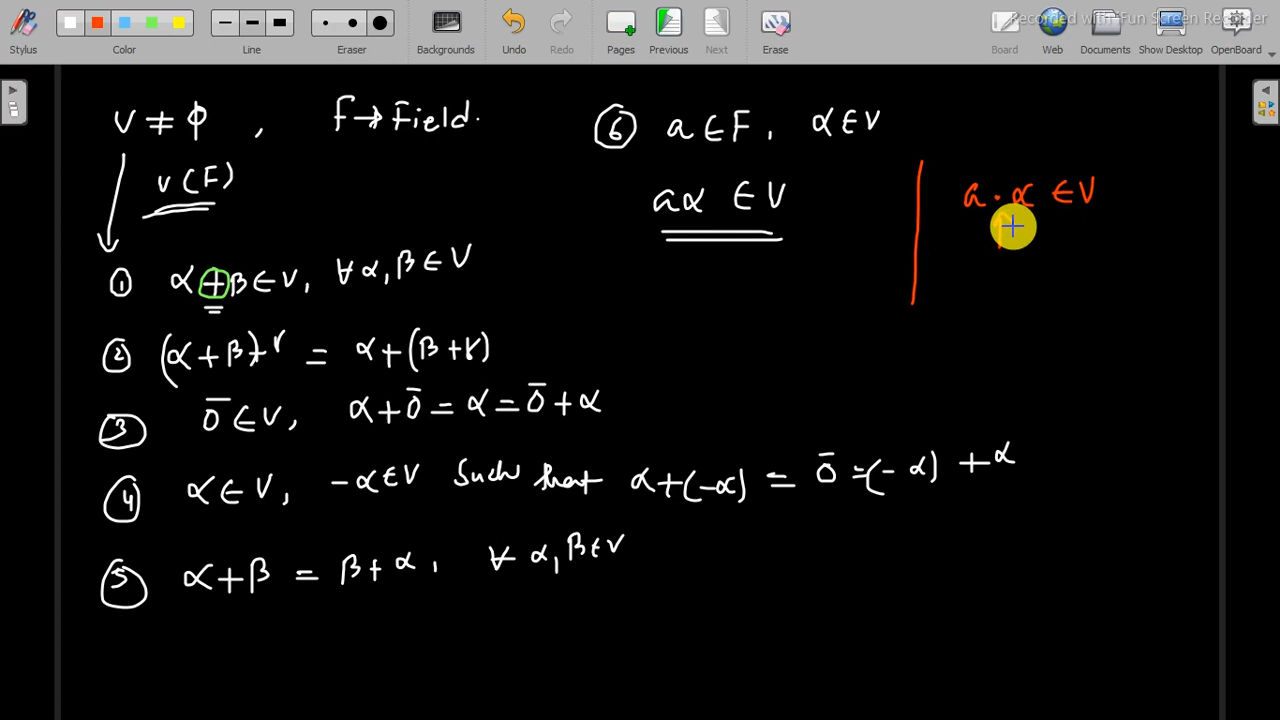 Recorded with iFun Screen Recorder
Stylus Color Line Eraser Backgrounds Undo Redo Pages Previous Next Erase Board Web Documents Show Desktop OpenBoard
V ≠ ϕ , F → Field.
V(F)
① α + β ∈ V, ∀ α, β ∈ V
② (α + β) + γ = α + (β + γ)
③ 0̄ ∈ V, α + 0̄ = α = 0̄ + α
④ α ∈ V, -α ∈ V Such that α + (-α) = 0̄ = (-α) + α
⑤ α + β = β + α, ∀ α, β ∈ V
⑥ a ∈ F, α ∈ V
aα ∈ V
a · α ∈ V